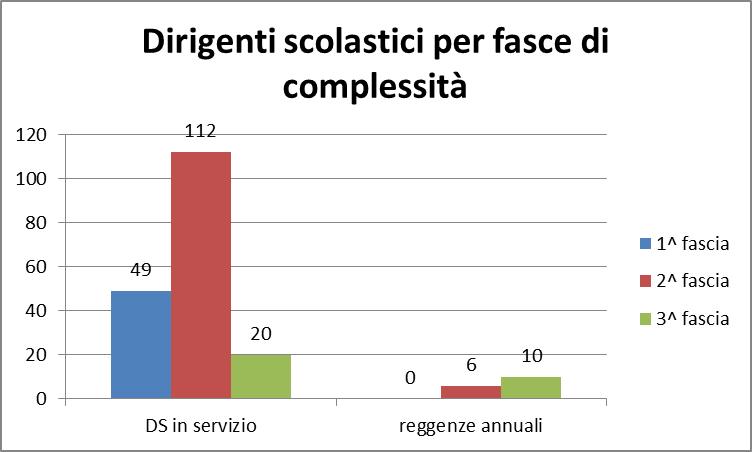 Dirigenti scolastici per fasce di
complessità
120
100
80
60
40
20
0
49
112
20
0
6
10
DS in servizio
reggenze annuali
1^ fascia
2^ fascia
3^ fascia